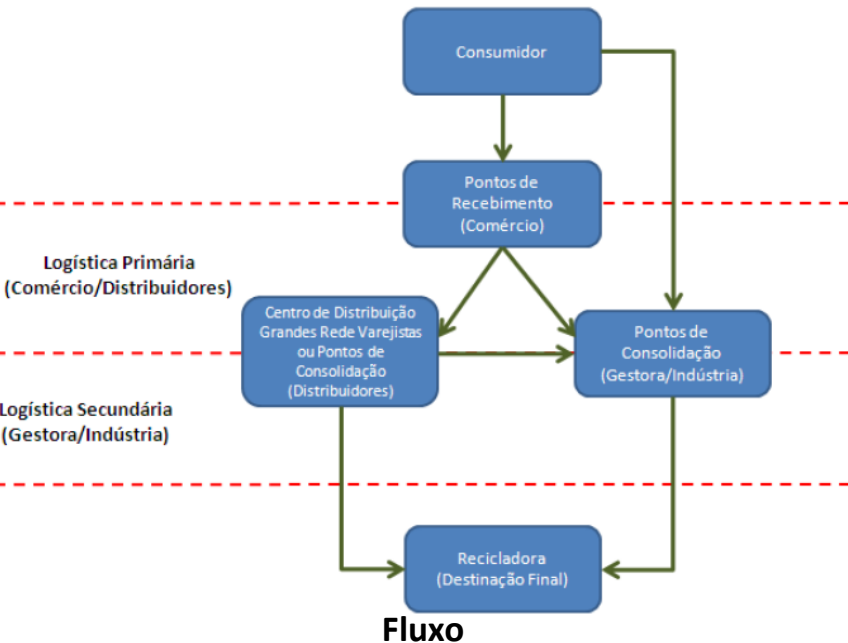 Consumidor
Pontos de
Recebimento
(Comércio)
Logística Primária
(Comércio/Distribuidores)
Centro de Distribuição
Grandes Rede Varejistas
ou Pontos de
Consolidação
(Distribuidores)
Pontos de
Consolidação
(Gestora/Indústria)
Logística Secundária
(Gestora/Indústria)
Recicladora
(Destinação Final)
Fluxo